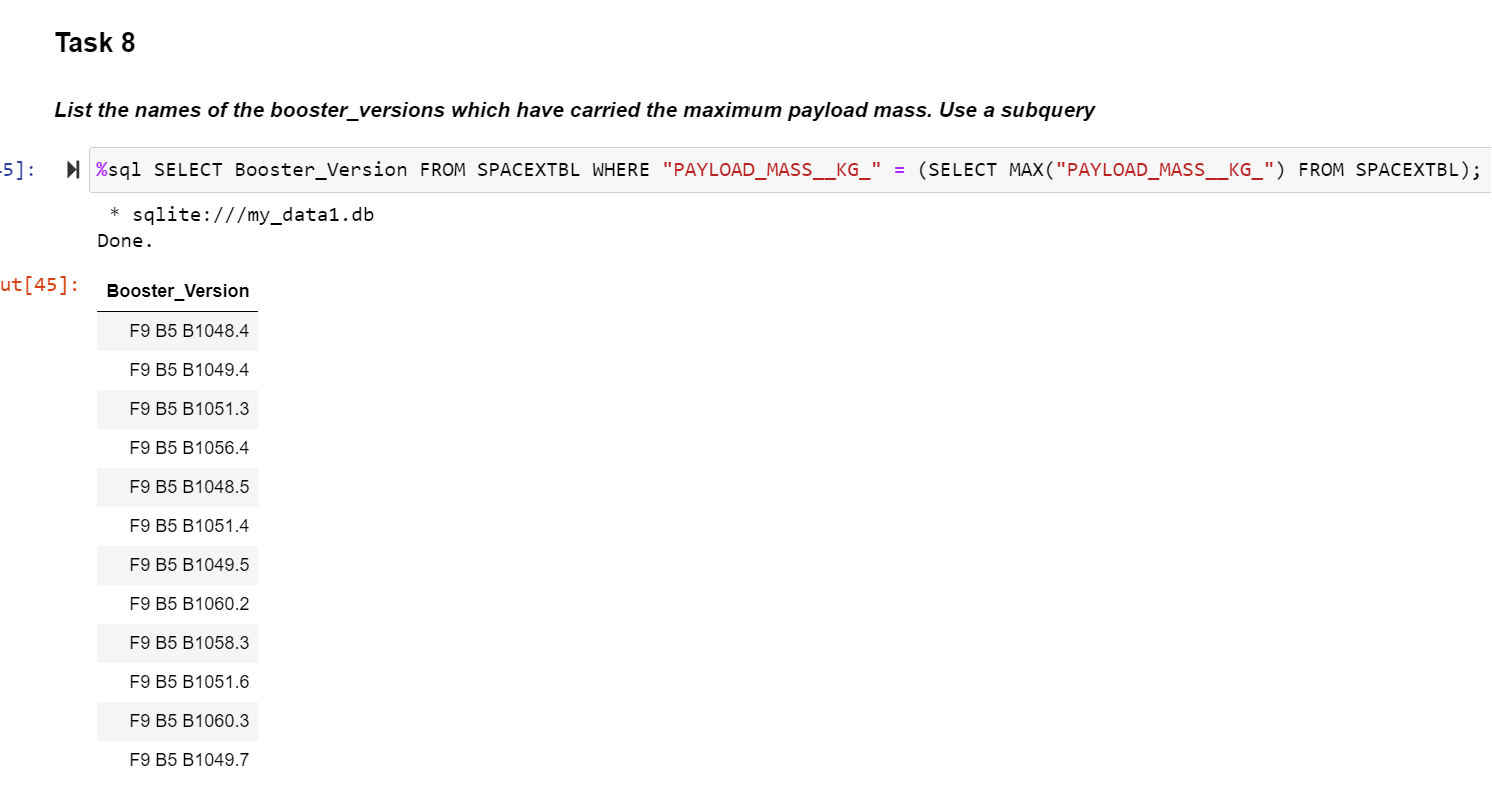 Task 8
List the names of the booster_versions which have carried the maximum payload mass. Use a subquery
5]: %sql SELECT Booster_Version FROM SPACEXTBL WHERE "PAYLOAD_MASS__KG_" = (SELECT MAX("PAYLOAD_MASS__KG_") FROM SPACEXTBL);
* sqlite:///my_data1.db
Done.
ut[45]:
Booster_Version
F9 B5 B1048.4
F9 B5 B1049.4
F9 B5 B1051.3
F9 B5 B1056.4
F9 B5 B1048.5
F9 B5 B1051.4
F9 B5 B1049.5
F9 B5 B1060.2
F9 B5 B1058.3
F9 B5 B1051.6
F9 B5 B1060.3
F9 B5 B1049.7